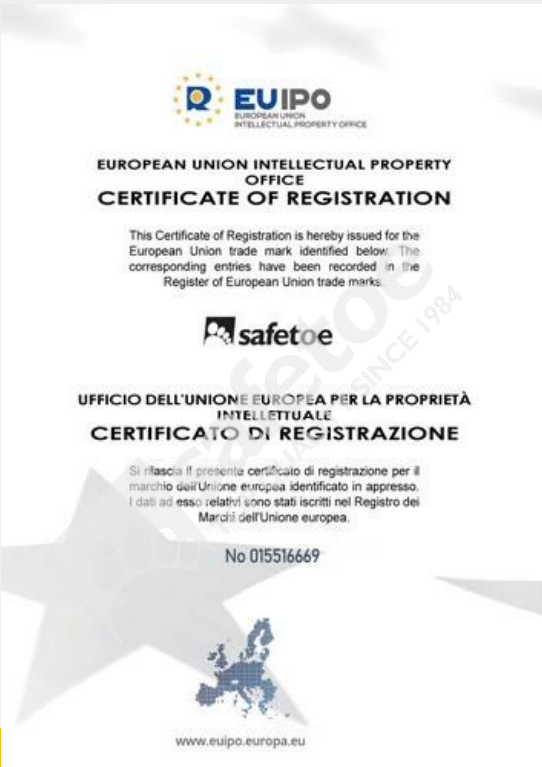 EUIPO
EUROPEAN UNION
INTELLECTUAL PROPERTY OFFICE
EUROPEAN UNION INTELLECTUAL PROPERTY
OFFICE
CERTIFICATE OF REGISTRATION
This Certificate of Registration is hereby issued for the
European Union trade mark identified below. The
corresponding entries have been recorded in the
Register of European Union trade marks.
safetoe
UFFICIO DELL'UNIONE EUROPEA PER LA PROPRIETÀ
INTELLETTUALE
CERTIFICATO DI REGISTRAZIONE
Si rilascia il presente certificato di registrazione per il
marchio dell'Unione europea identificato in appresso.
I dati ad esso relativi sono stati iscritti nel Registro dei
Marchi dell'Unione europea.
No 015516669
www.euipo.europa.eu
safetoe
SINCE 1984